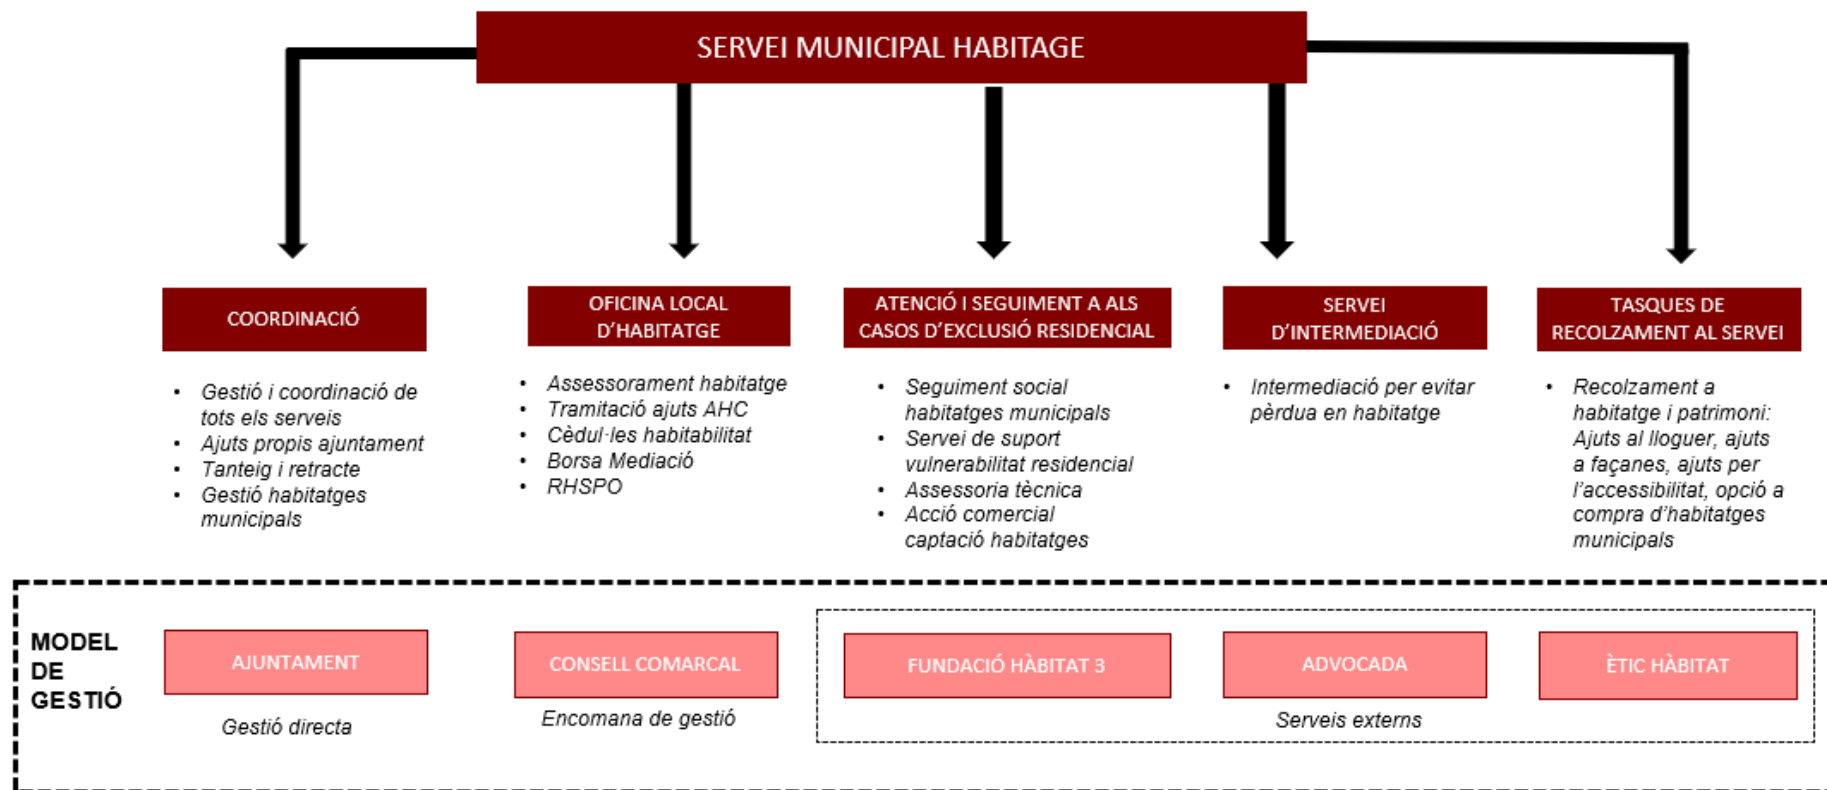 SERVEI MUNICIPAL HABITAGE
COORDINACIÓ
• Gestió i coordinació de
tots els serveis
• Ajuts propis ajuntament
• Tanteig i retracte
• Gestió habitatges
municipals
OFICINA LOCAL
D'HABITATGE
• Assessorament habitatge
• Tramitació ajuts AHC
• Cèdul·les habitabilitat
• Borsa Mediació
• RHSPO
ATENCIÓ I SEGUIMENT A ALS
CASOS D'EXCLUSIÓ RESIDENCIAL
• Seguiment social
habitatges municipals
• Servei de suport
vulnerabilitat residencial
• Assessoria tècnica
• Acció comercial
captació habitatges
SERVEI
D'INTERMEDIACIÓ
• Intermediació per evitar
pèrdua en habitatge
TASQUES DE
RECOLZAMENT AL SERVEI
• Recolzament a
habitatge i patrimoni:
Ajuts al lloguer, ajuts
a façanes, ajuts per
l'accessibilitat, opció a
compra d'habitatges
municipals
MODEL
DE
GESTIÓ
AJUNTAMENT
Gestió directa
CONSELL COMARCAL
Encomana de gestió
FUNDACIÓ HÀBITAT 3
ADVOCADA
ÈTIC HÀBITAT
Serveis externs